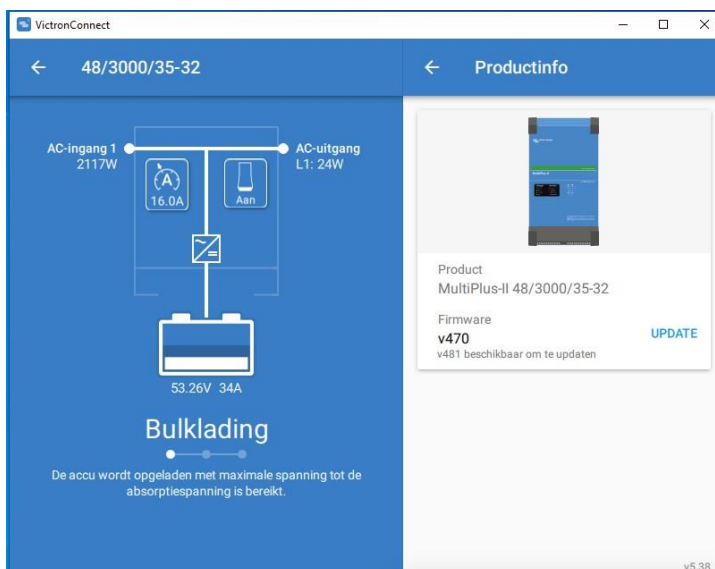 VictronConnect
48/3000/35-32
AC-ingang 1
2117W
AC-uitgang
L1: 24W
16.0A
Aan
A
53.26V 34A
Bulklading
De accu wordt opgeladen met maximale spanning tot de
absorptiespanning is bereikt.
Productinfo
Product
MultiPlus-II 48/3000/35-32
Firmware
v470
UPDATE
v481 beschikbaar om te updaten
v5.38